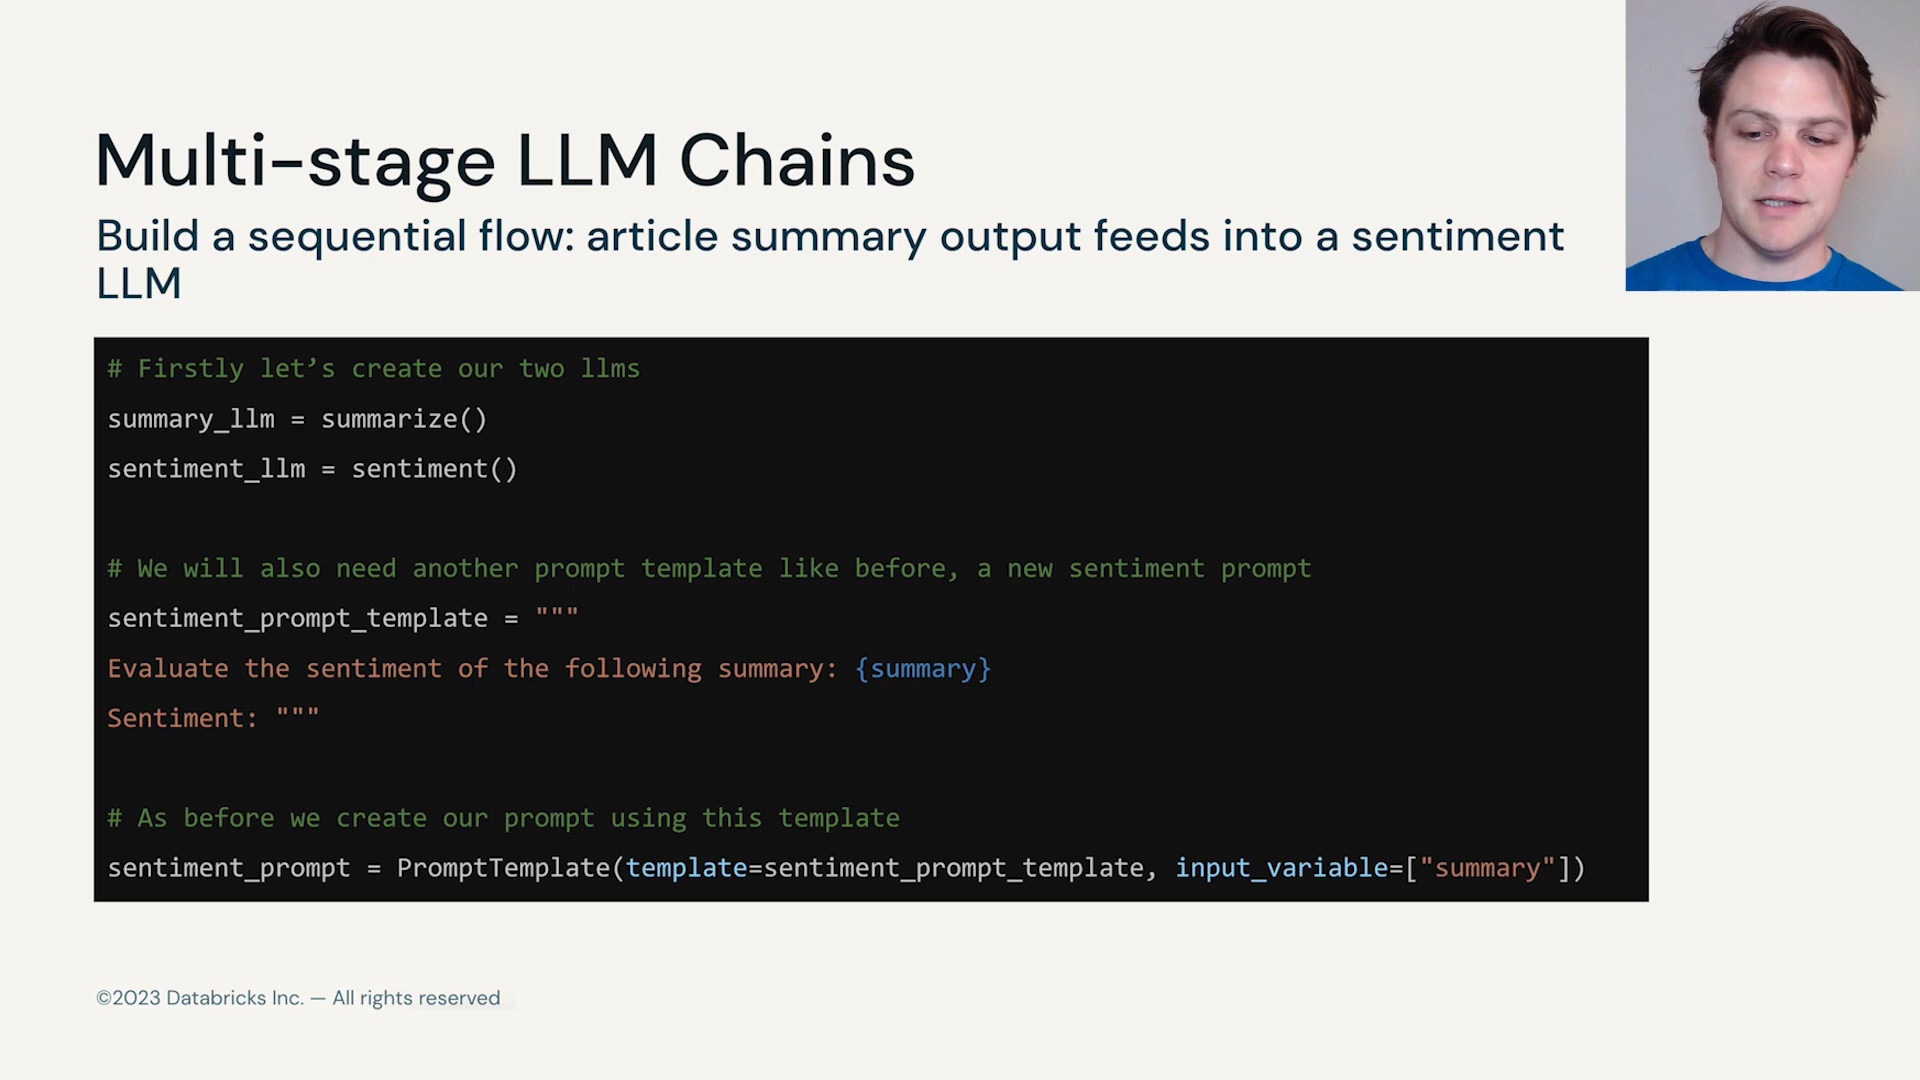 Multi-stage LLM Chains
Build a sequential flow: article summary output feeds into a sentiment
LLM
# Firstly let’s create our two llms
summary_llm = summarize()
sentiment_llm = sentiment()
# We will also need another prompt template like before, a new sentiment prompt
sentiment_prompt_template = """
Evaluate the sentiment of the following summary: {summary}
Sentiment: """
# As before we create our prompt using this template
sentiment_prompt = PromptTemplate(template=sentiment_prompt_template, input_variable=["summary"])
©2023 Databricks Inc. — All rights reserved